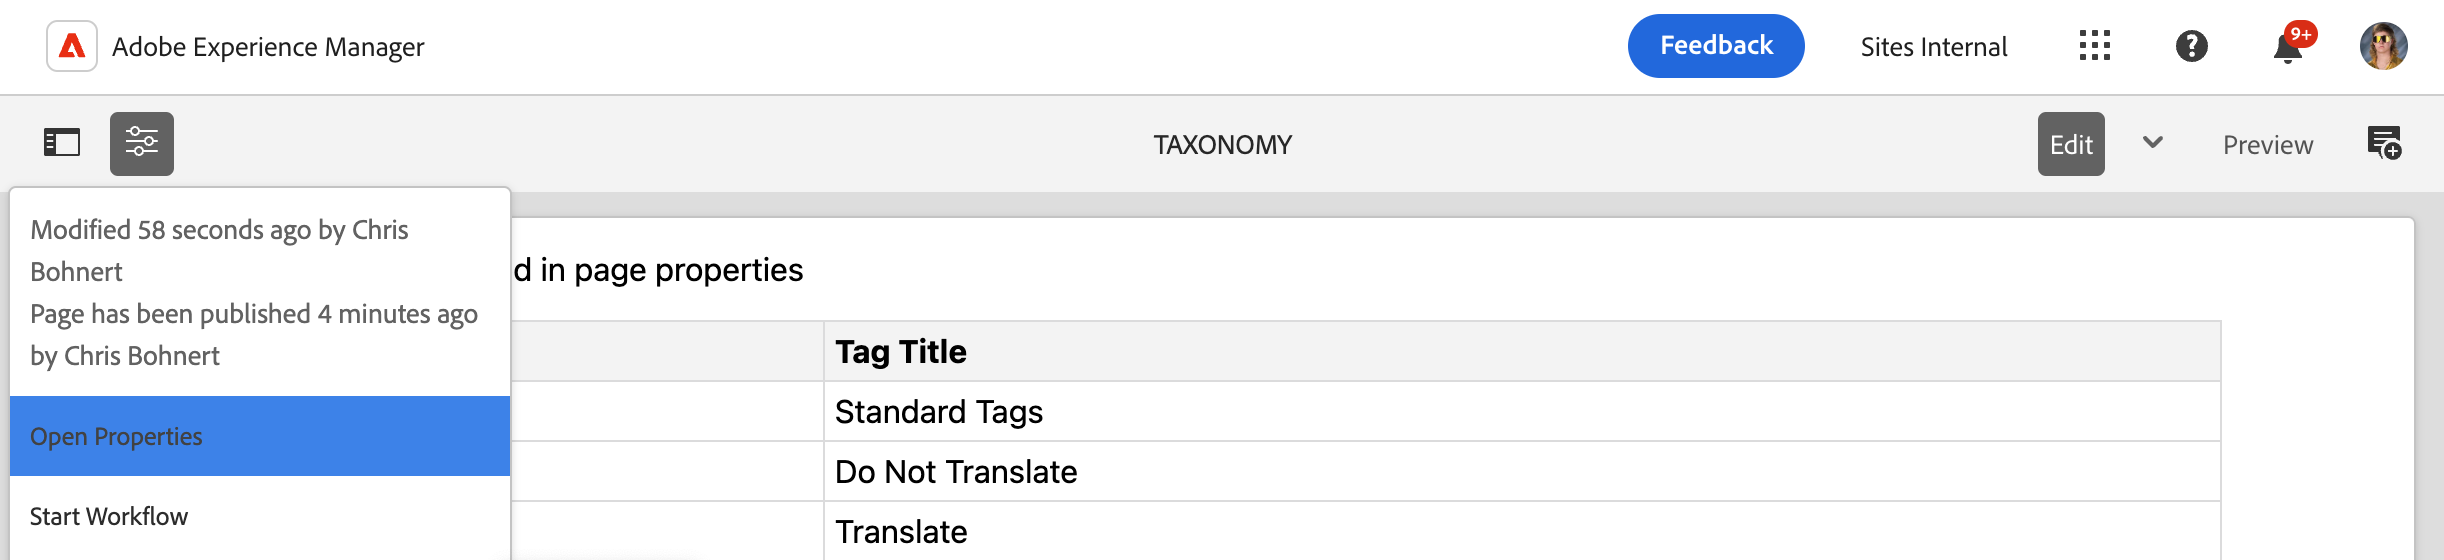 Adobe Experience Manager
Feedback
Sites Internal
9+
TAXONOMY
Edit
Preview
Modified 58 seconds ago by Chris
Bohnert
Page has been published 4 minutes ago
by Chris Bohnert
Open Properties
Start Workflow
d in page properties
Tag Title
Standard Tags
Do Not Translate
Translate